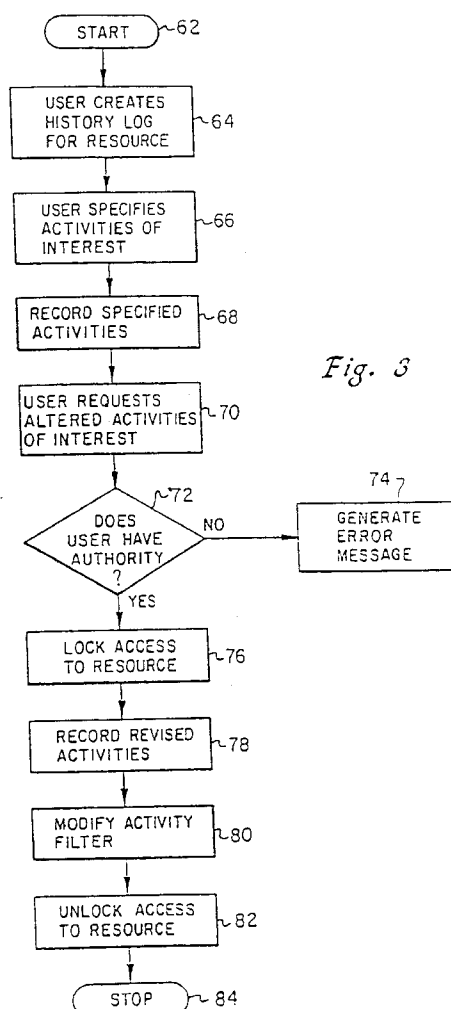 START
62
USER CREATES
HISTORY LOG
FOR RESOURCE
64
USER SPECIFIES
ACTIVITIES OF
INTEREST
66
RECORD SPECIFIED
ACTIVITIES
68
Fig. 3
USER REQUESTS
ALTERED ACTIVITIES
OF INTEREST
70
72
DOES
USER HAVE
AUTHORITY
?
NO
YES
74
GENERATE
ERROR
MESSAGE
LOCK ACCESS
TO RESOURCE
76
RECORD REVISED
ACTIVITIES
78
MODIFY ACTIVITY
FILTER
80
UNLOCK ACCESS
TO RESOURCE
82
STOP
84